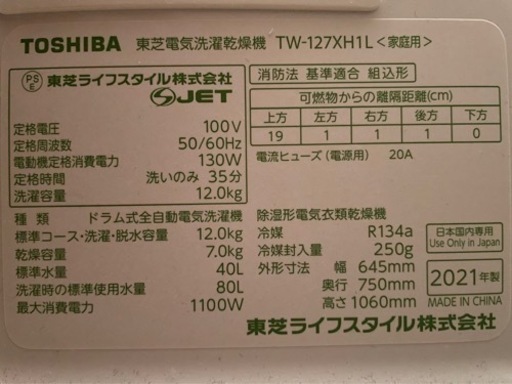 TOSHIBA 東芝電気洗濯乾燥機 TW-127XH1L <家庭用>
PS E 東芝ライフスタイル株式会社
JET
定格電圧 100V
定格周波数 50/60Hz
電動機定格消費電力 130W
定格時間 洗いのみ 35分
洗濯容量 12.0kg
消防法 基準適合 組込形
可燃物からの離隔距離(cm)
上方 左方 右方 後方 下方
19 1 1 1 0
電流ヒューズ(電源用) 20A
種類 ドラム式全自動電気洗濯機
標準コース・洗濯・脱水容量 12.0kg
乾燥容量 7.0kg
標準水量 40L
洗濯時の標準使用水量 80L
最大消費電力 1100W
除湿形電気衣類乾燥機
冷媒 R134a
冷媒封入量 250g
外形寸法 幅 645mm
奥行 750mm
高さ 1060mm
日本国内専用
Use Only in Japan
2021年製
MADE IN CHINA
東芝ライフスタイル株式会社